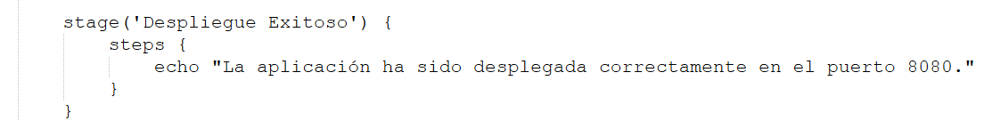 stage('Despliegue Exitoso') {
steps {
echo "La aplicación ha sido desplegada correctamente en el puerto 8080."
}
}